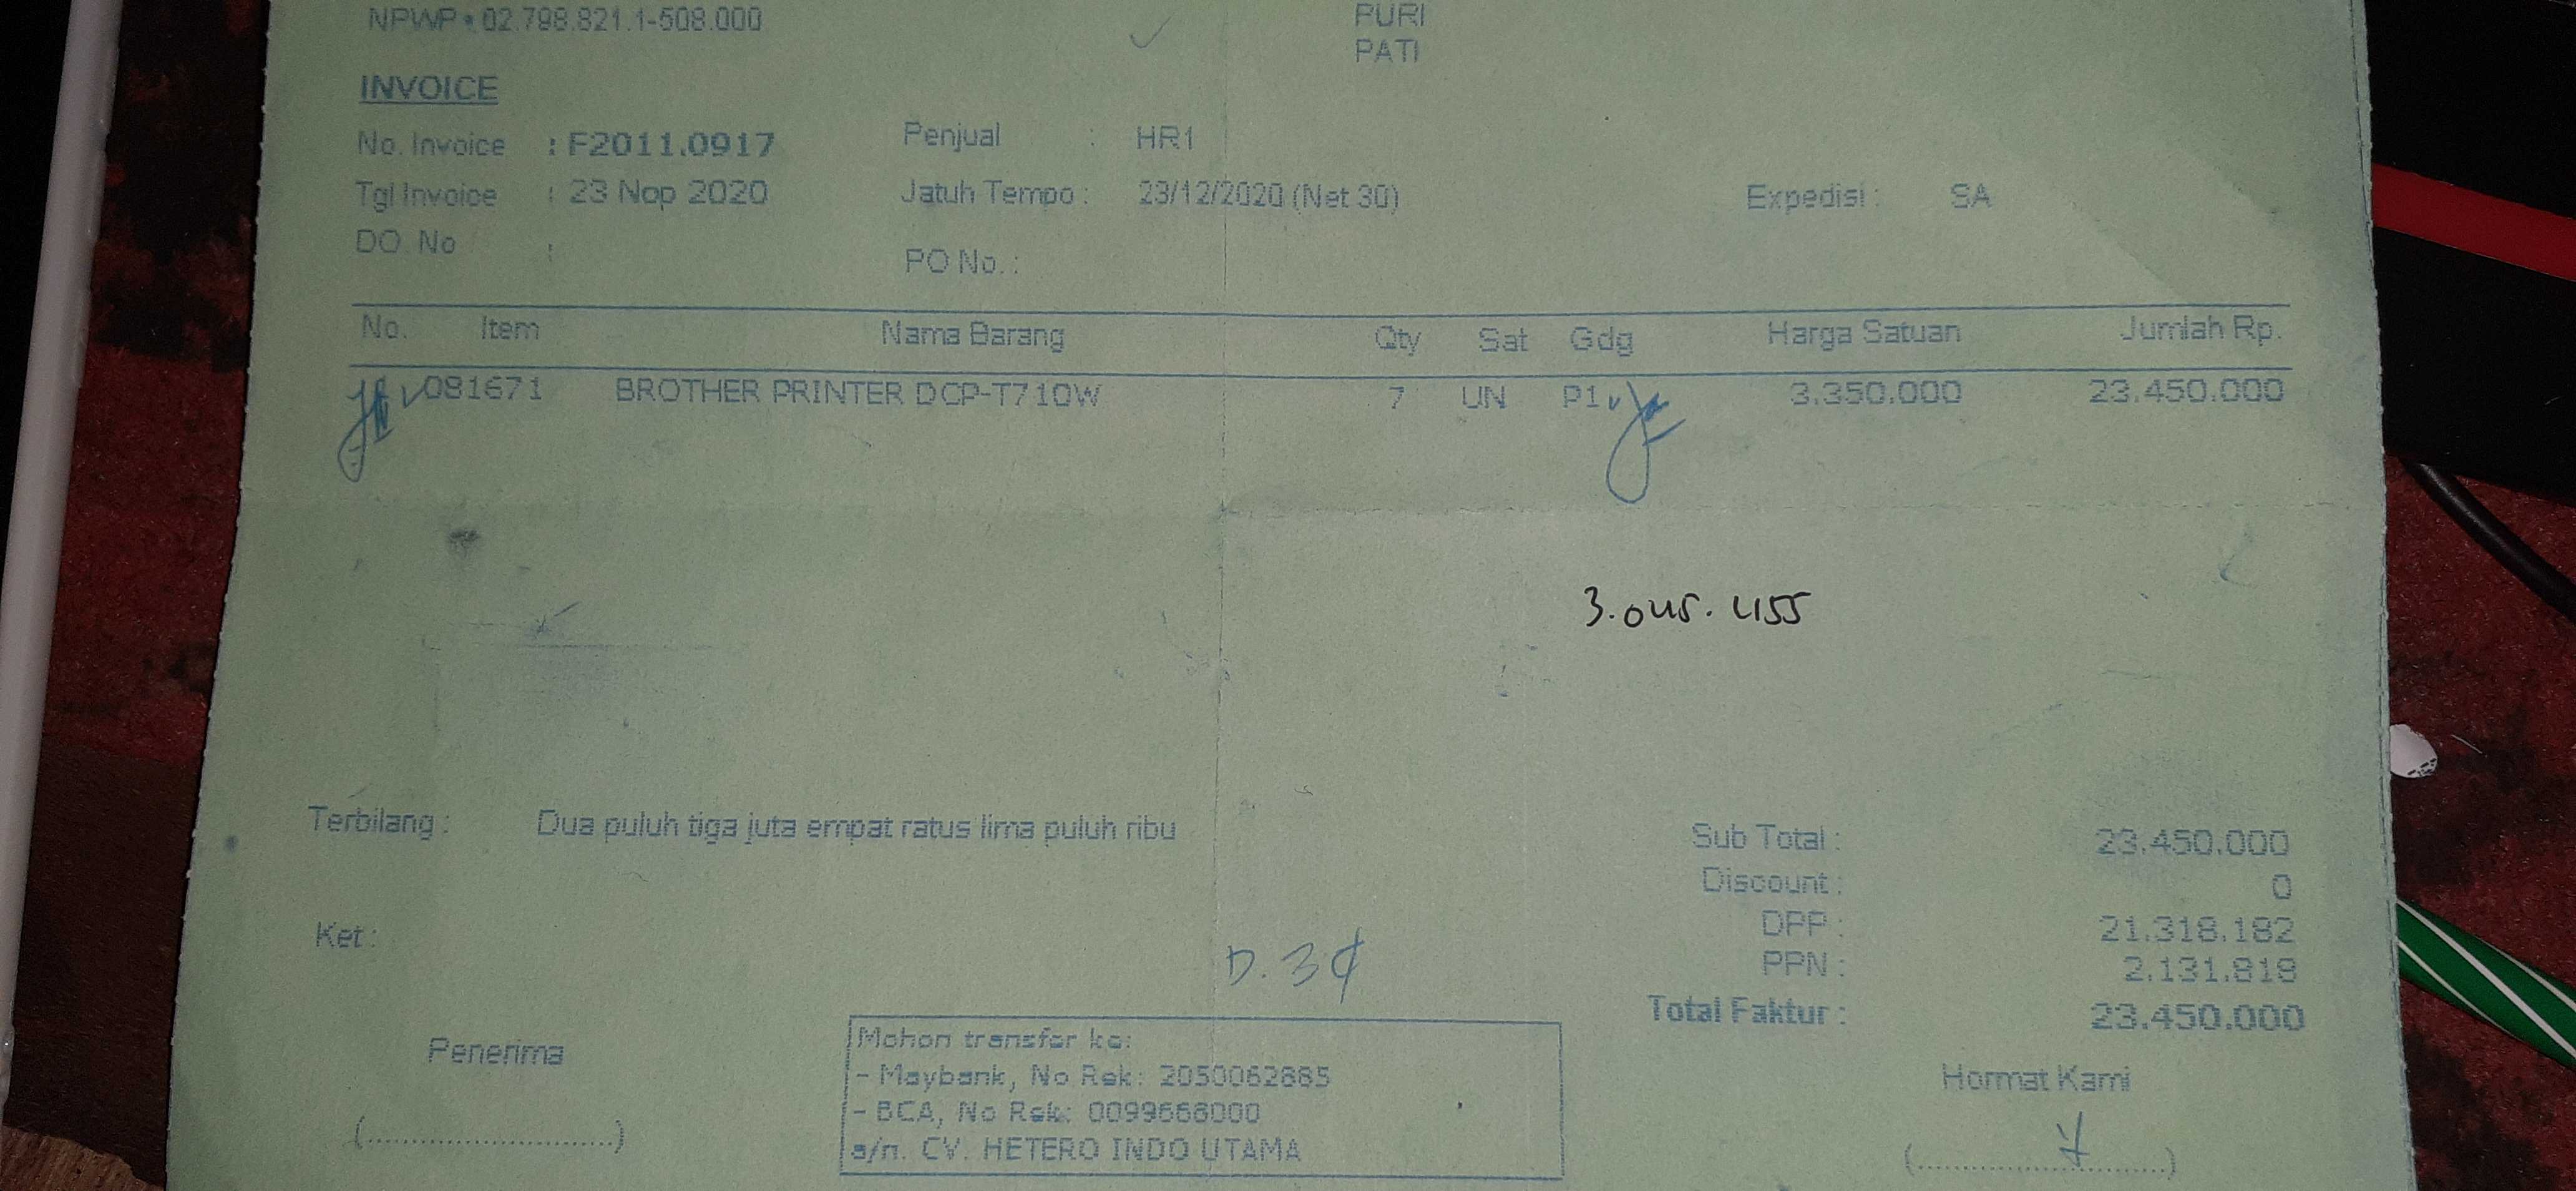 NPWP : 02.798.821.1-508.000
PURI
PATI
INVOICE
No. Invoice : F2011.0917
Penjual : HR1
Tgl Invoice : 23 Nop 2020
Jatuh Tempo : 23/12/2020 (Net 30)
Expedisi : SA
DO. No :
PO No. :
No. Item Nama Barang Qty Sat Gdg Harga Satuan Jumlah Rp.
081671 BROTHER PRINTER DCP-T710W 7 UN P1 3.350.000 23.450.000
3.045.455
Terbilang : Dua puluh tiga juta empat ratus lima puluh ribu
Sub Total : 23.450.000
Discount : 0
DPP : 21.318.182
PPN : 2.131.818
Total Faktur : 23.450.000
Ket :
Penerima
Mohon transfer ke:
- Maybank, No Rek: 2050062885
- BCA, No Rek: 0099668000
a/n. CV. HETERO INDO UTAMA
Hormat Kami
(..........................)
(..........................)